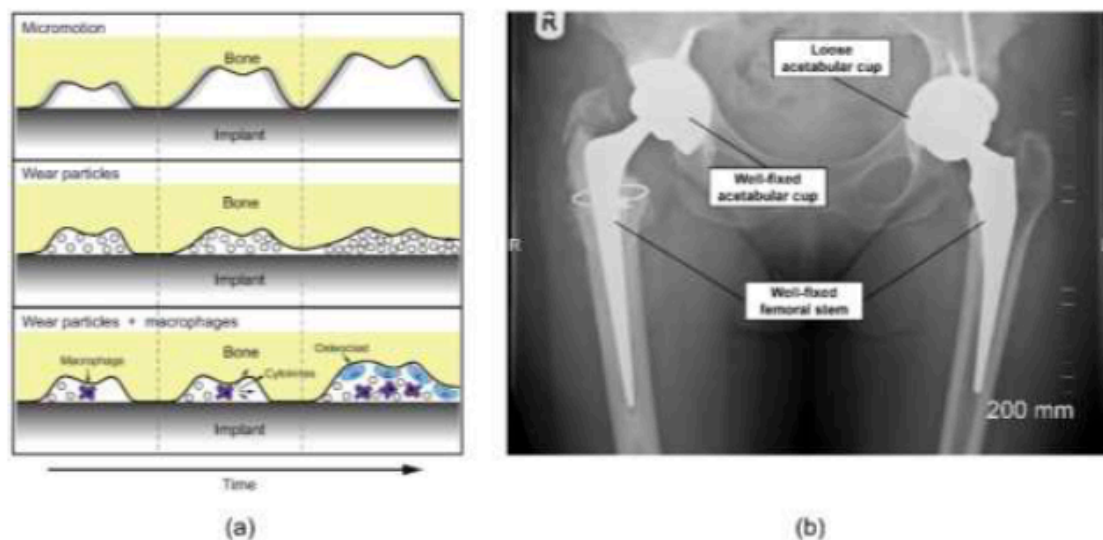 Micromotion
Bone
Implant
Wear particles
Bone
Implant
Wear particles + macrophages
Macrophage
Bone
Osteoclast
Cytokines
Implant
Time
(a)
R
Loose
acetabular cup
Well-fixed
acetabular cup
R
Well-fixed
femoral stem
200 mm
(b)